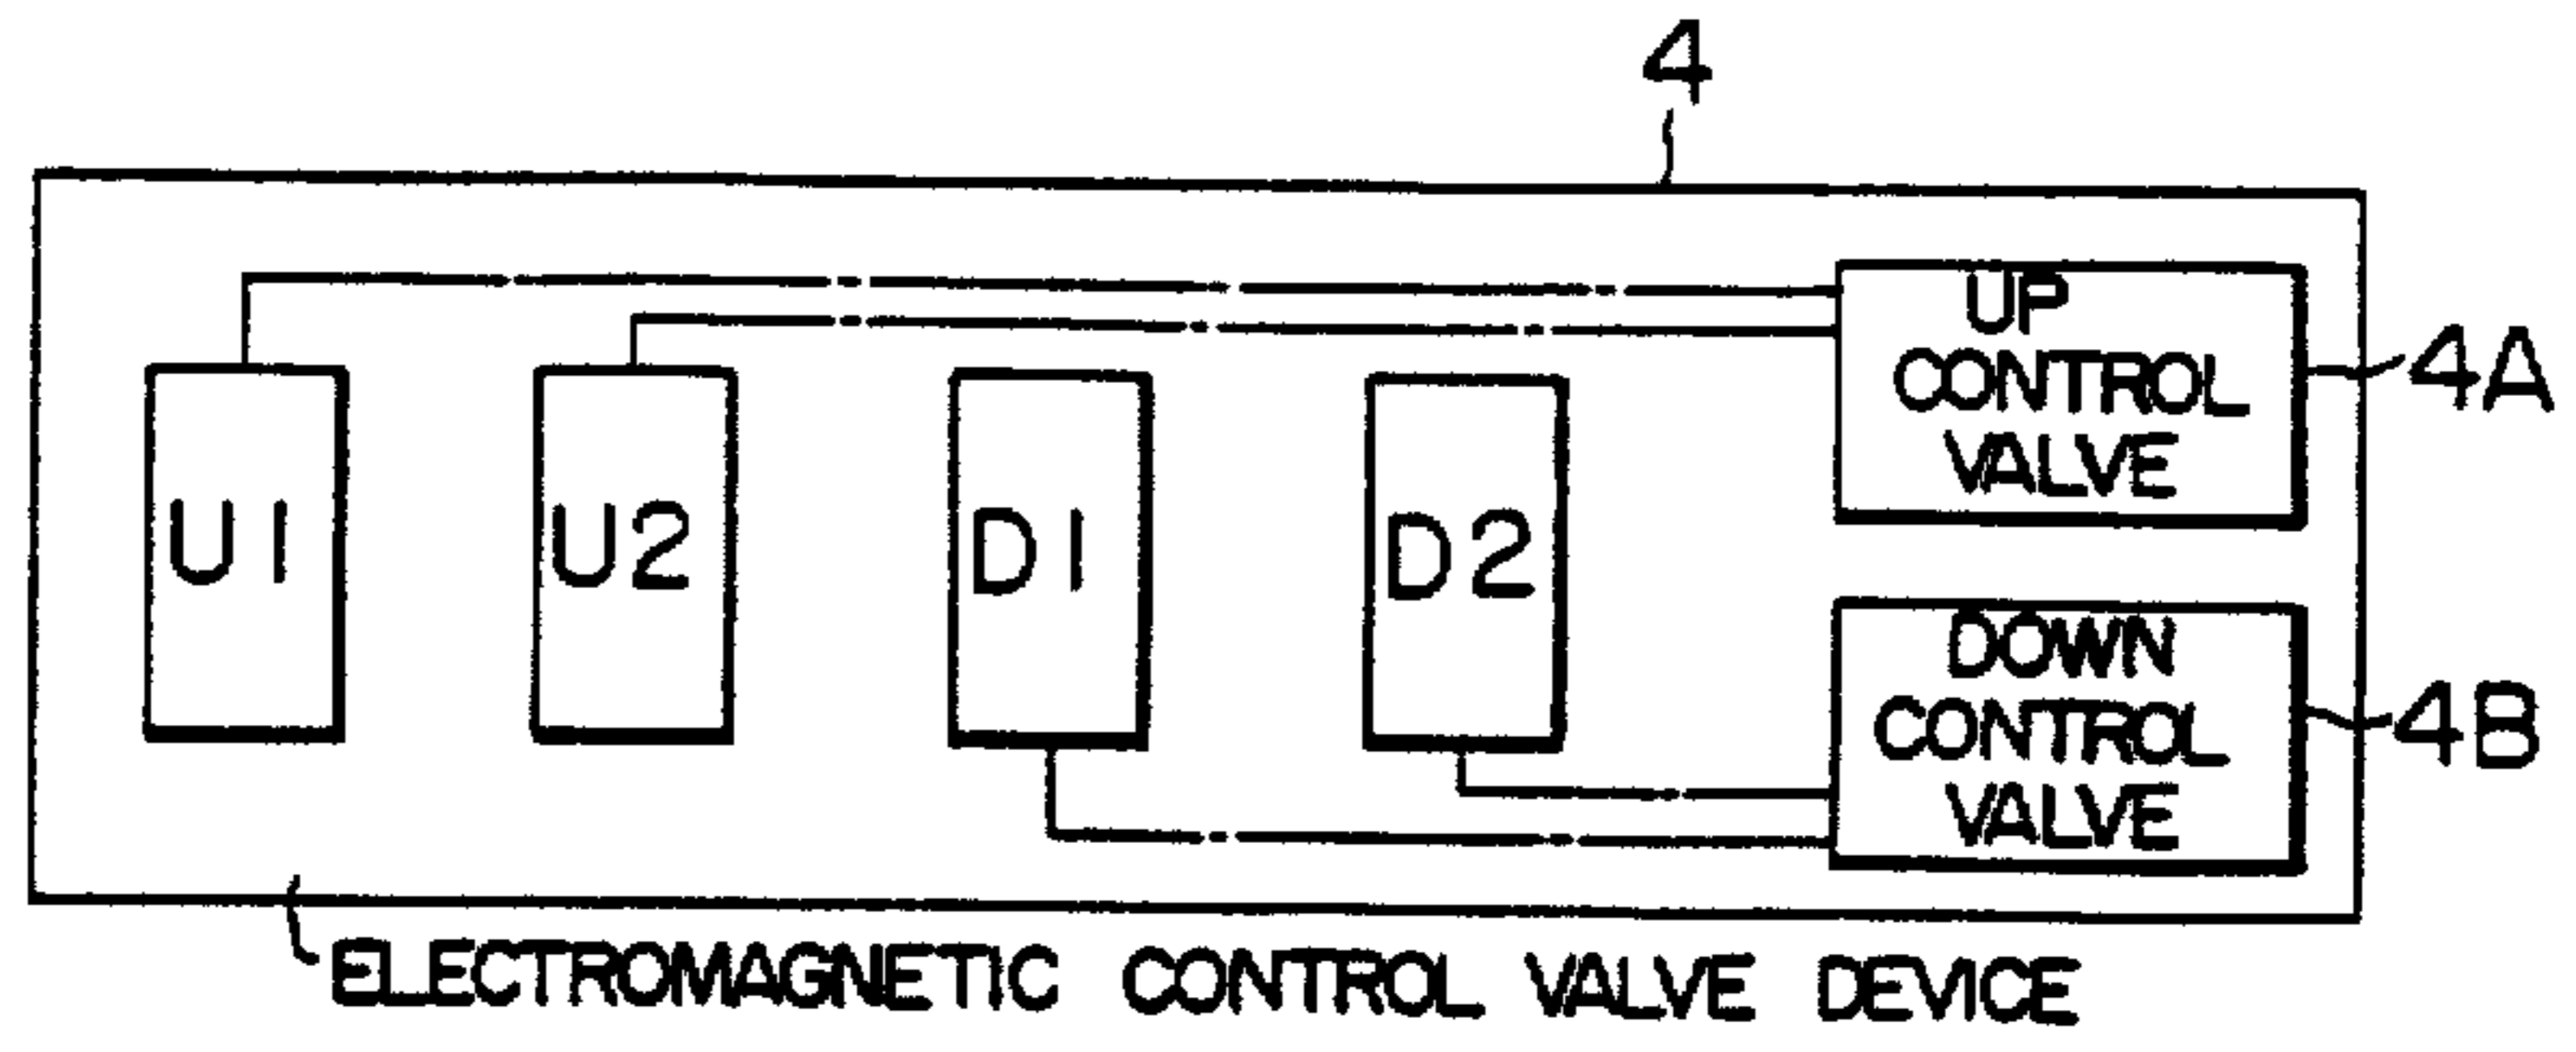 4
UP
CONTROL
VALVE
4A
U1
U2
D1
D2
DOWN
CONTROL
VALVE
4B
ELECTROMAGNETIC CONTROL VALVE DEVICE